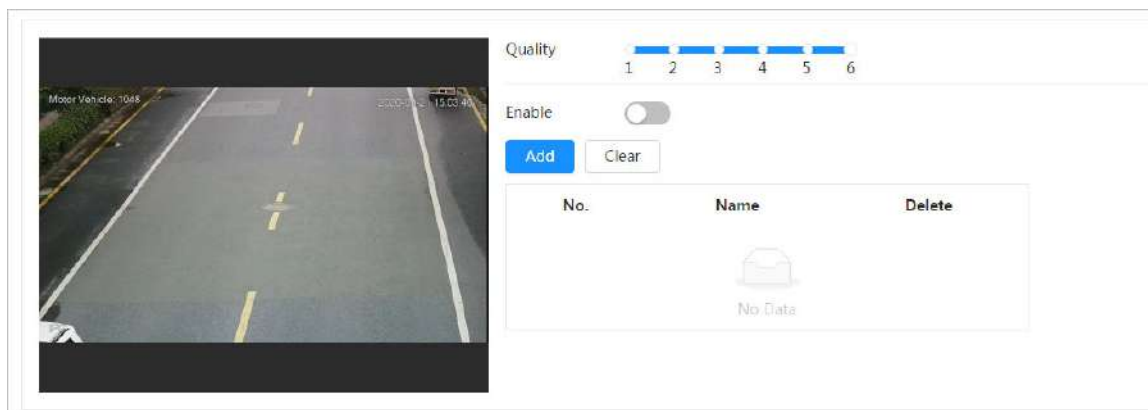 Motor Vehicle: 1048
15:03:40
Quality
1 2 3 4 5 6
Enable
Add Clear
No. Name Delete
No Data